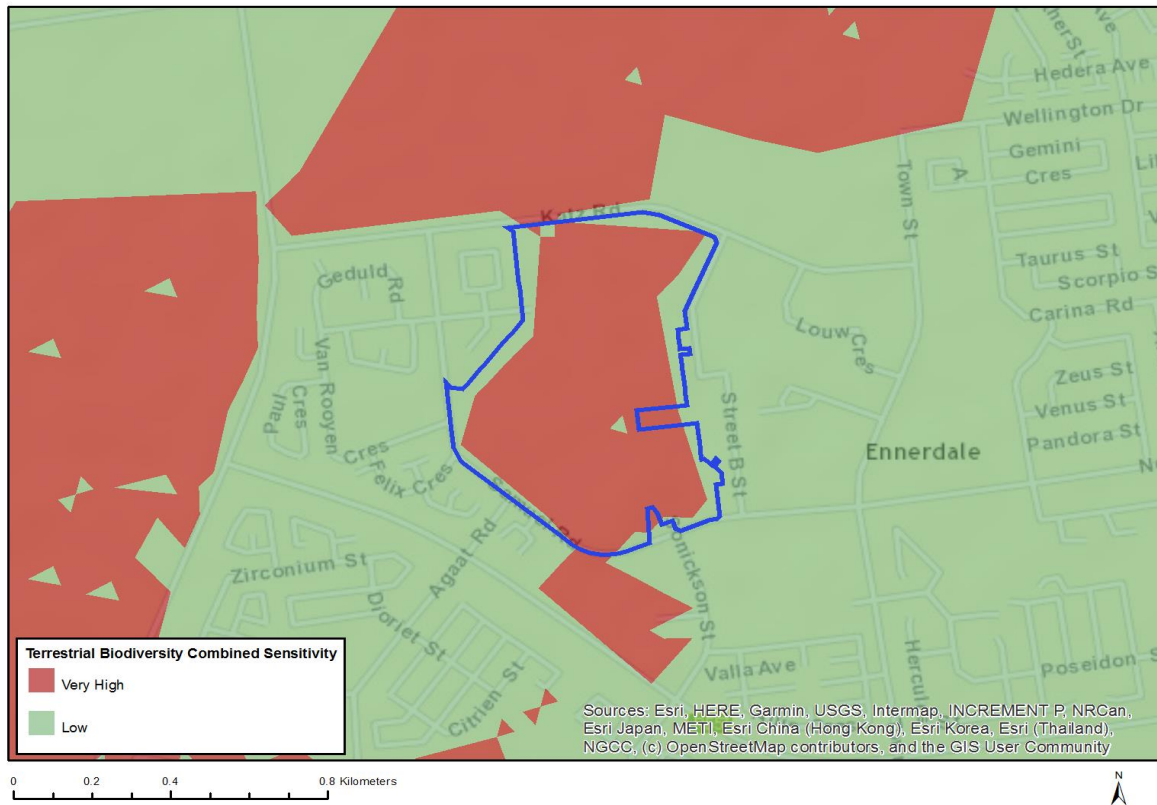 Hedera Ave
Wellington Dr
Gemini
Cres
A
Town St
Kotz Rd
Taurus St
Scorpio S
Carina Rd
Geduld
Rd
Louw Cres
Van Rooyen
Cres
Paul
Cres
Zeus St
Venus St
Pandora St
Street B St
Ennerdale
Felix Cres
Samuel Rd
Agaat Rd
Zirconium St
Dioriet St
Citrien St
Valla Ave
Poseidon S
Terrestrial Biodiversity Combined Sensitivity
Very High
Low
Sources: Esri, HERE, Garmin, USGS, Intermap, INCREMENT P, NRCan,
Esri Japan, METI, Esri China (Hong Kong), Esri Korea, Esri (Thailand),
NGCC, (c) OpenStreetMap contributors, and the GIS User Community
0 0.2 0.4 0.8 Kilometers
N